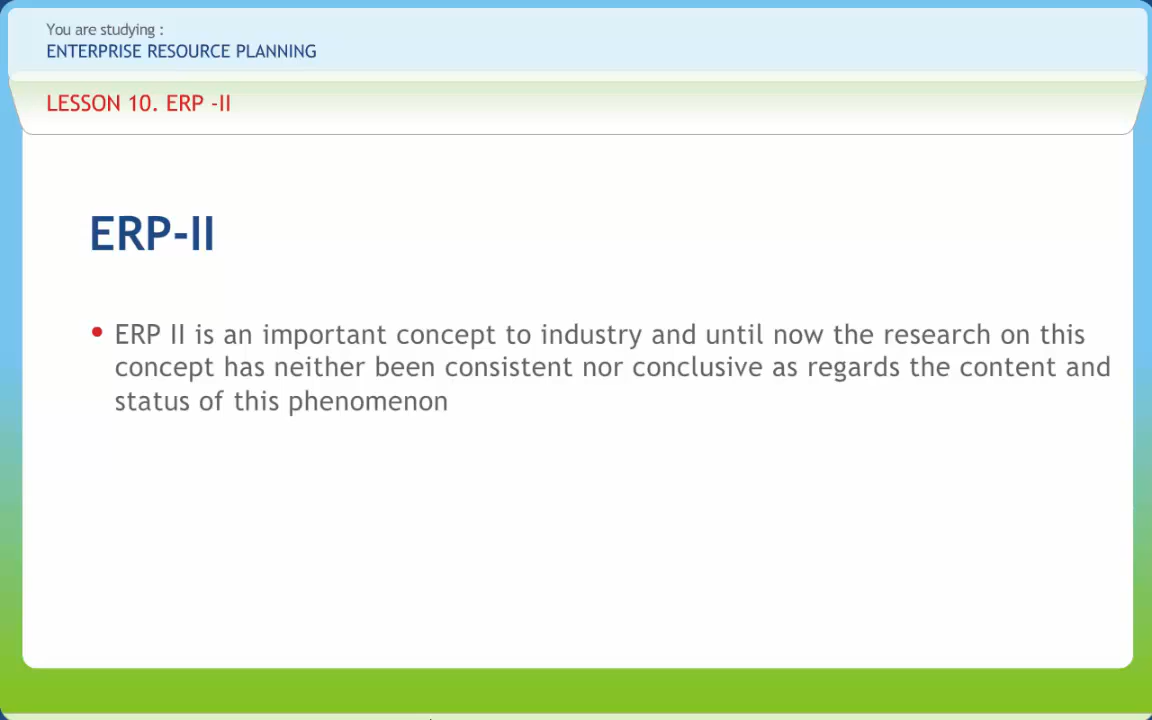 You are studying :
ENTERPRISE RESOURCE PLANNING
LESSON 10. ERP -II
ERP-II
• ERP II is an important concept to industry and until now the research on this
concept has neither been consistent nor conclusive as regards the content and
status of this phenomenon